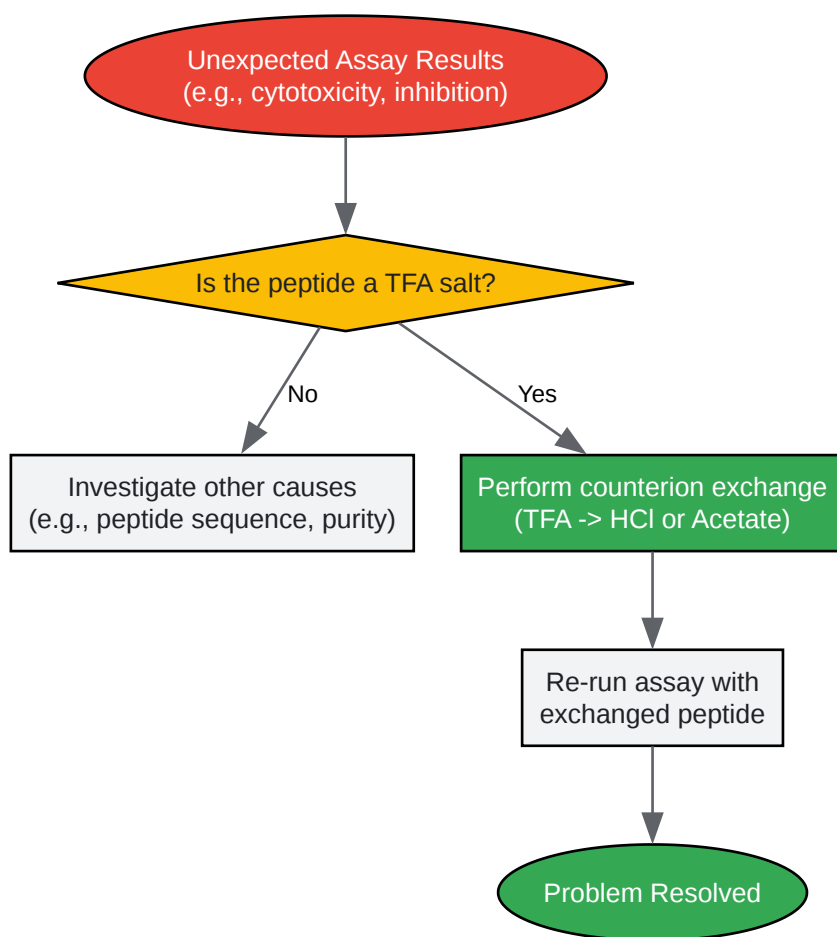 Unexpected Assay Results
(e.g., cytotoxicity, inhibition)
Is the peptide a TFA salt?
No
Yes
Investigate other causes
(e.g., peptide sequence, purity)
Perform counterion exchange
(TFA -> HCl or Acetate)
Re-run assay with
exchanged peptide
Problem Resolved